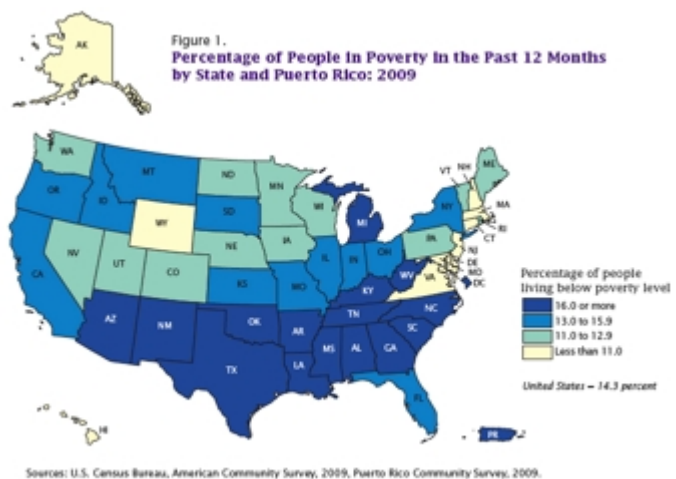 Figure 1.
Percentage of People in Poverty in the Past 12 Months
by State and Puerto Rico: 2009
AK
WA
MT
ND
MN
VT
NH
ME
OR
ID
SD
WI
MI
NY
MA
RI
CT
WY
NE
IA
PA
NJ
DE
MD
DC
NV
UT
CO
IL
IN
OH
WV
VA
CA
KS
MO
KY
NC
AZ
NM
OK
AR
TN
SC
TX
LA
MS
AL
GA
FL
HI
PR
Percentage of people
living below poverty level
16.0 or more
13.0 to 15.9
11.0 to 12.9
Less than 11.0
United States = 14.3 percent
Sources: U.S. Census Bureau, American Community Survey, 2009, Puerto Rico Community Survey, 2009.